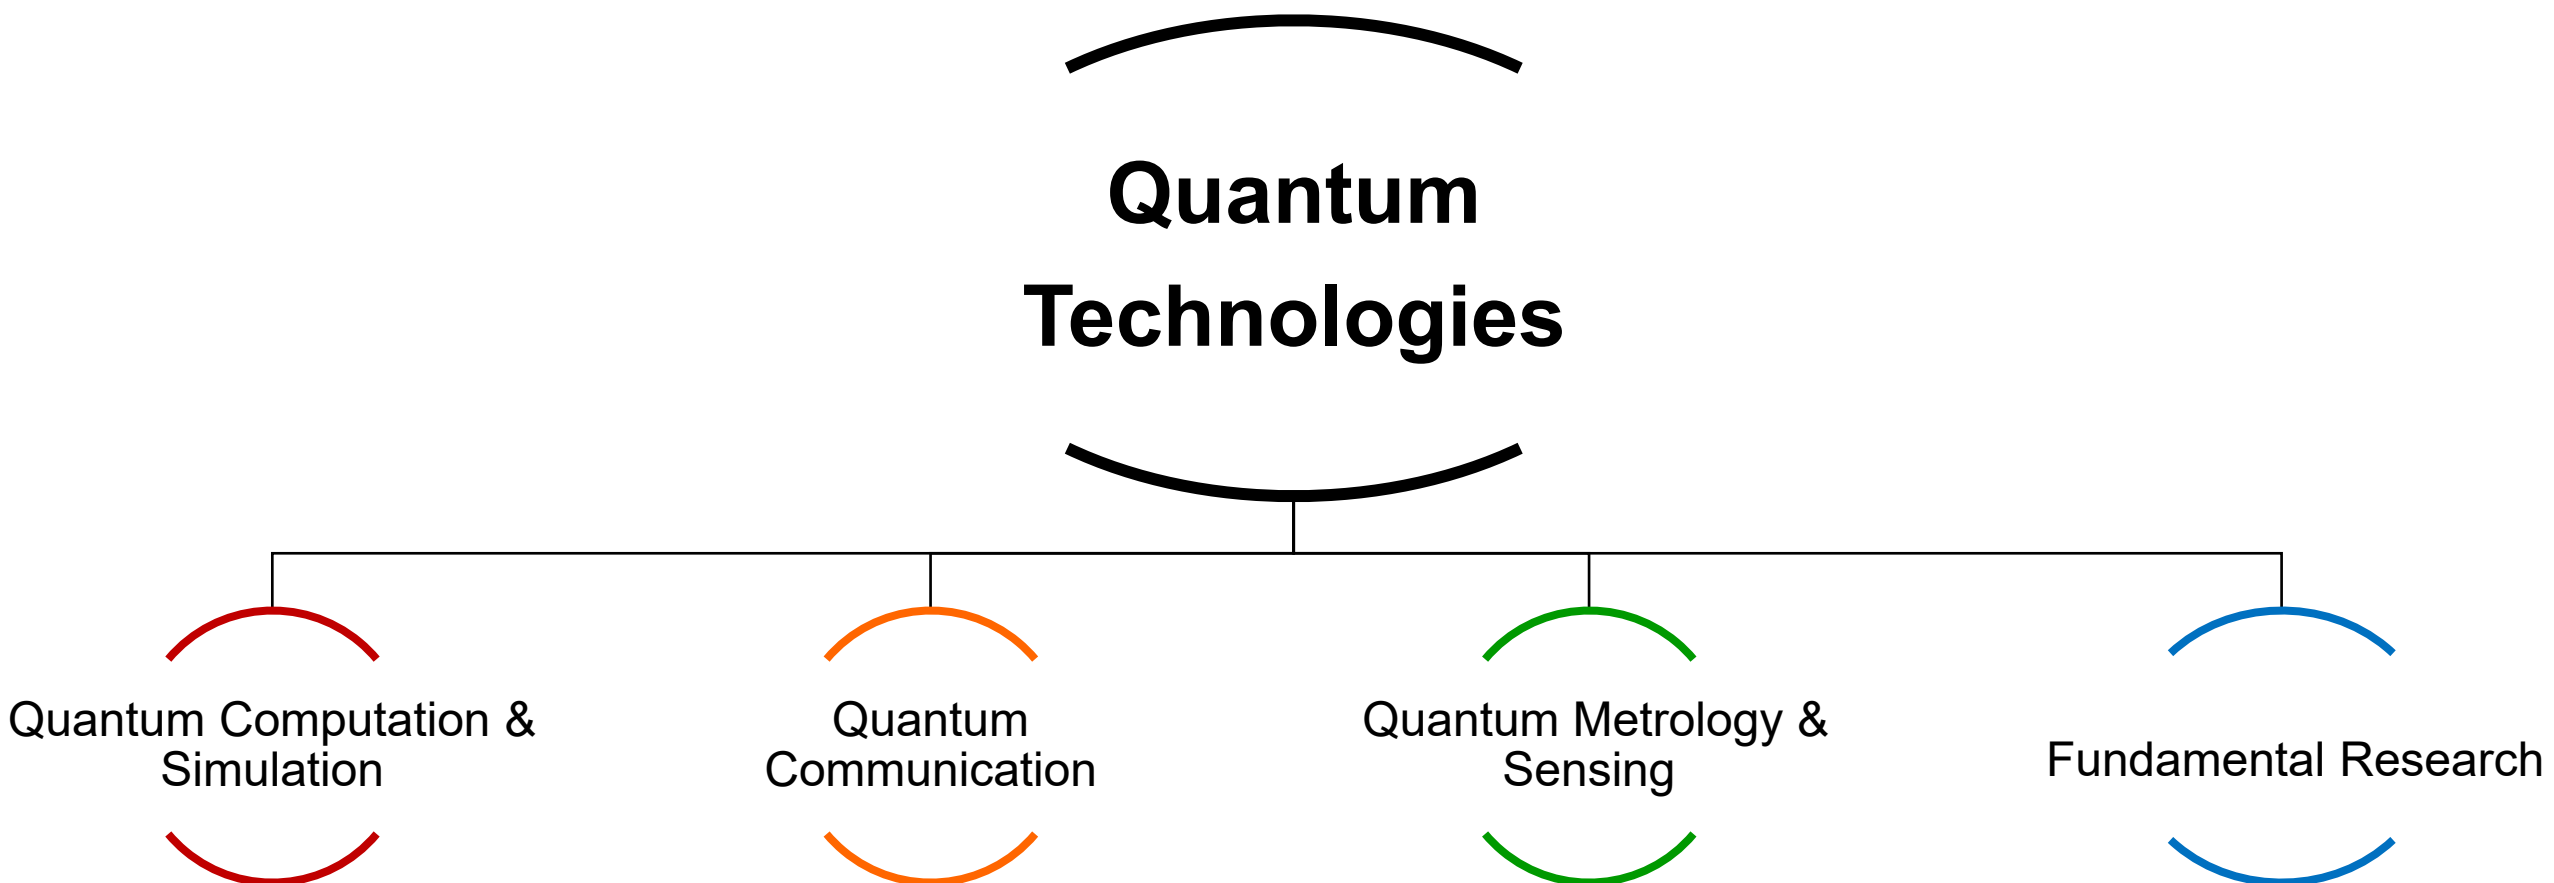 Quantum
Technologies
Quantum Computation &
Simulation
Quantum
Communication
Quantum Metrology &
Sensing
Fundamental Research